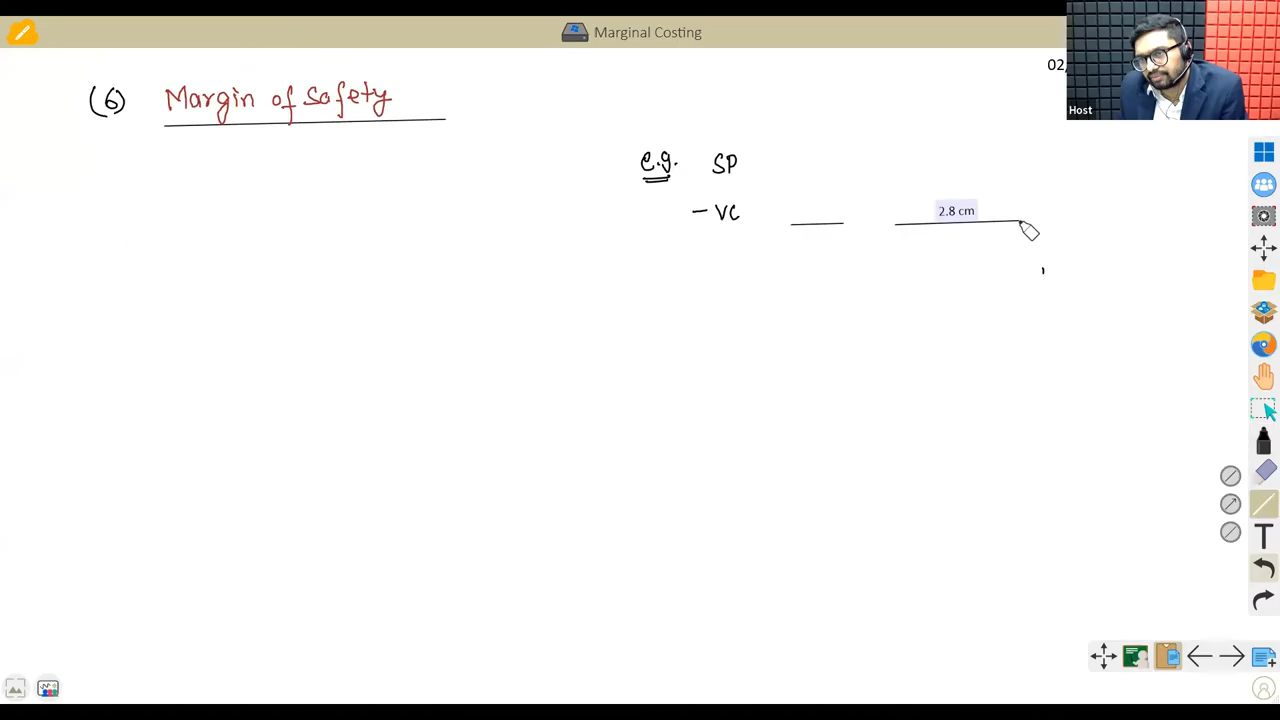 Marginal Costing
02/
Host
(6) Margin of Safety
e.g. SP
- VC
2.8 cm
T